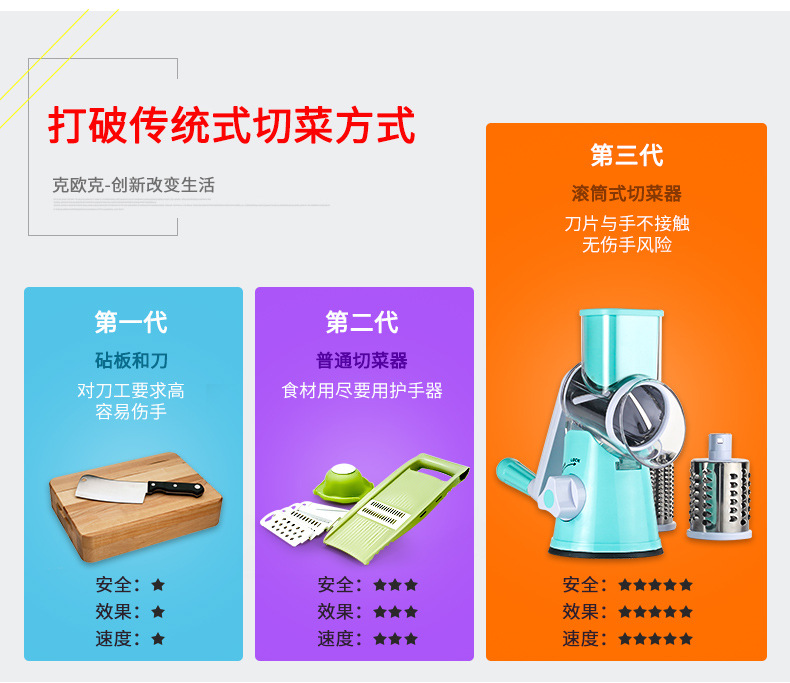 打破传统式切菜方式
克欧克-创新改变生活
第一代
砧板和刀
对刀工要求高
容易伤手
安全：★
效果：★
速度：★
第二代
普通切菜器
食材用尽要用护手器
安全：★★★
效果：★★★
速度：★★★
第三代
滚筒式切菜器
刀片与手不接触
无伤手风险
LOCK
安全：★★★★★
效果：★★★★★
速度：★★★★★